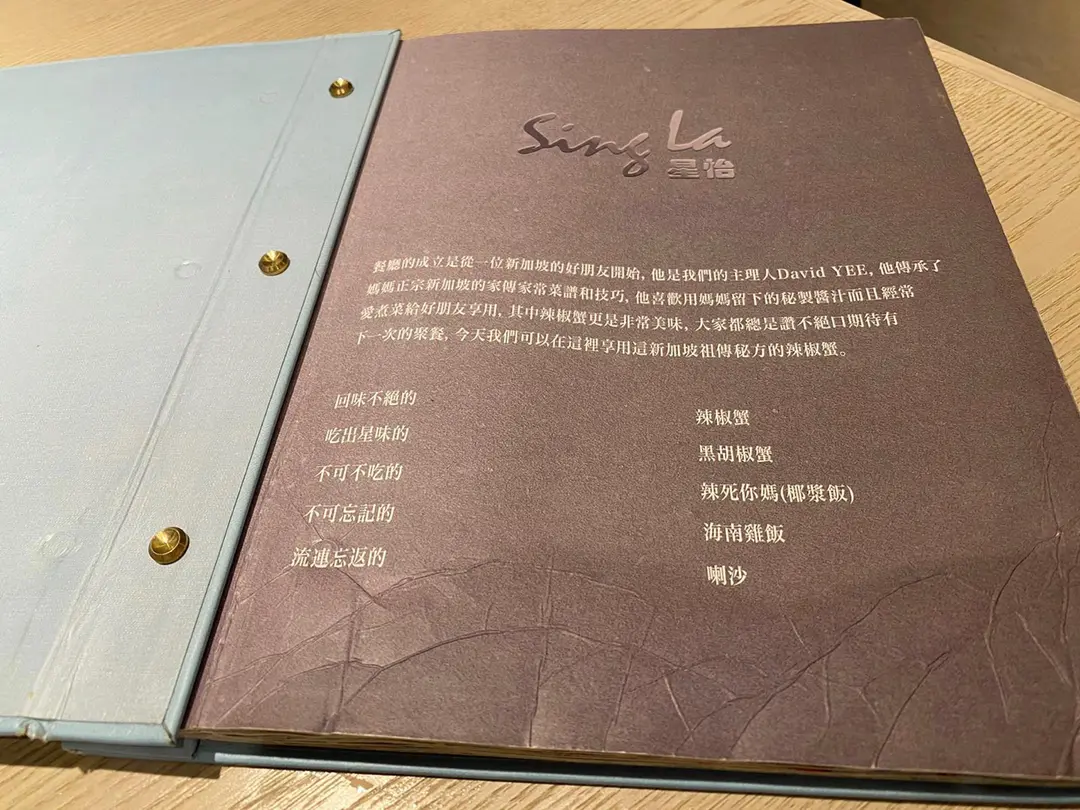 Sing La
星怡
餐廳的成立是從一位新加坡的好朋友開始, 他是我們的主理人David YEE, 他傳承了
媽媽正宗新加坡的家傳家常菜譜和技巧, 他喜歡用媽媽留下的秘製醬汁而且經常
愛煮菜給好朋友享用, 其中辣椒蟹更是非常美味, 大家都總是讚不絕口期待有
下一次的聚餐, 今天我們可以在這裡享用這新加坡祖傳秘方的辣椒蟹。
回味不絕的 辣椒蟹
吃出星味的 黑胡椒蟹
不可不吃的 辣死你媽(椰漿飯)
不可忘記的 海南雞飯
流連忘返的 喇沙